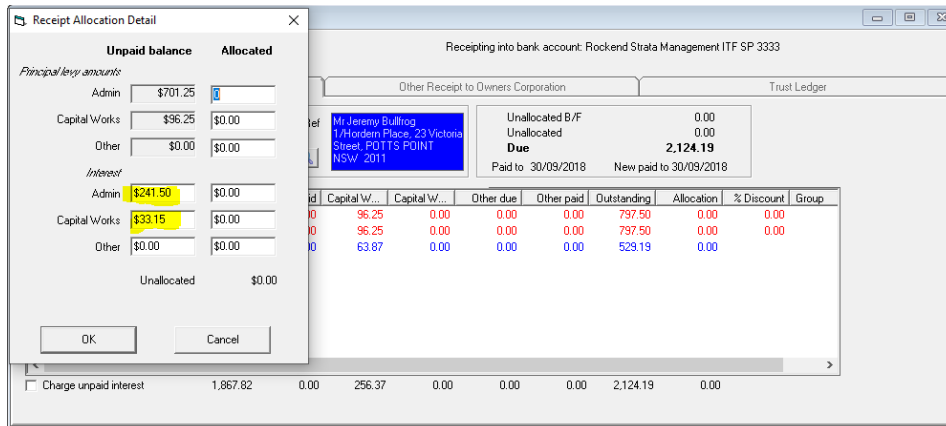 Receipt Allocation Detail
Unpaid balance Allocated
Principal levy amounts
Admin $701.25 0
Capital Works $96.25 $0.00
Other $0.00 $0.00
Interest
Admin $241.50 $0.00
Capital Works $33.15 $0.00
Other $0.00 $0.00
Unallocated $0.00
OK Cancel
Receipting into bank account: Rockend Strata Management ITF SP 3333
Other Receipt to Owners Corporation Trust Ledger
Ref
Mr Jeremy Bullfrog
1/Hordern Place, 23 Victoria
Street, POTTS POINT
NSW 2011
Unallocated B/F 0.00
Unallocated 0.00
Due 2,124.19
Paid to 30/09/2018 New paid to 30/09/2018
id Capital W... Capital W... Other due Other paid Outstanding Allocation % Discount Group
00 96.25 0.00 0.00 0.00 797.50 0.00 0.00
00 96.25 0.00 0.00 0.00 797.50 0.00 0.00
00 63.87 0.00 0.00 0.00 529.19 0.00
Charge unpaid interest 1,867.82 0.00 256.37 0.00 0.00 0.00 2,124.19 0.00